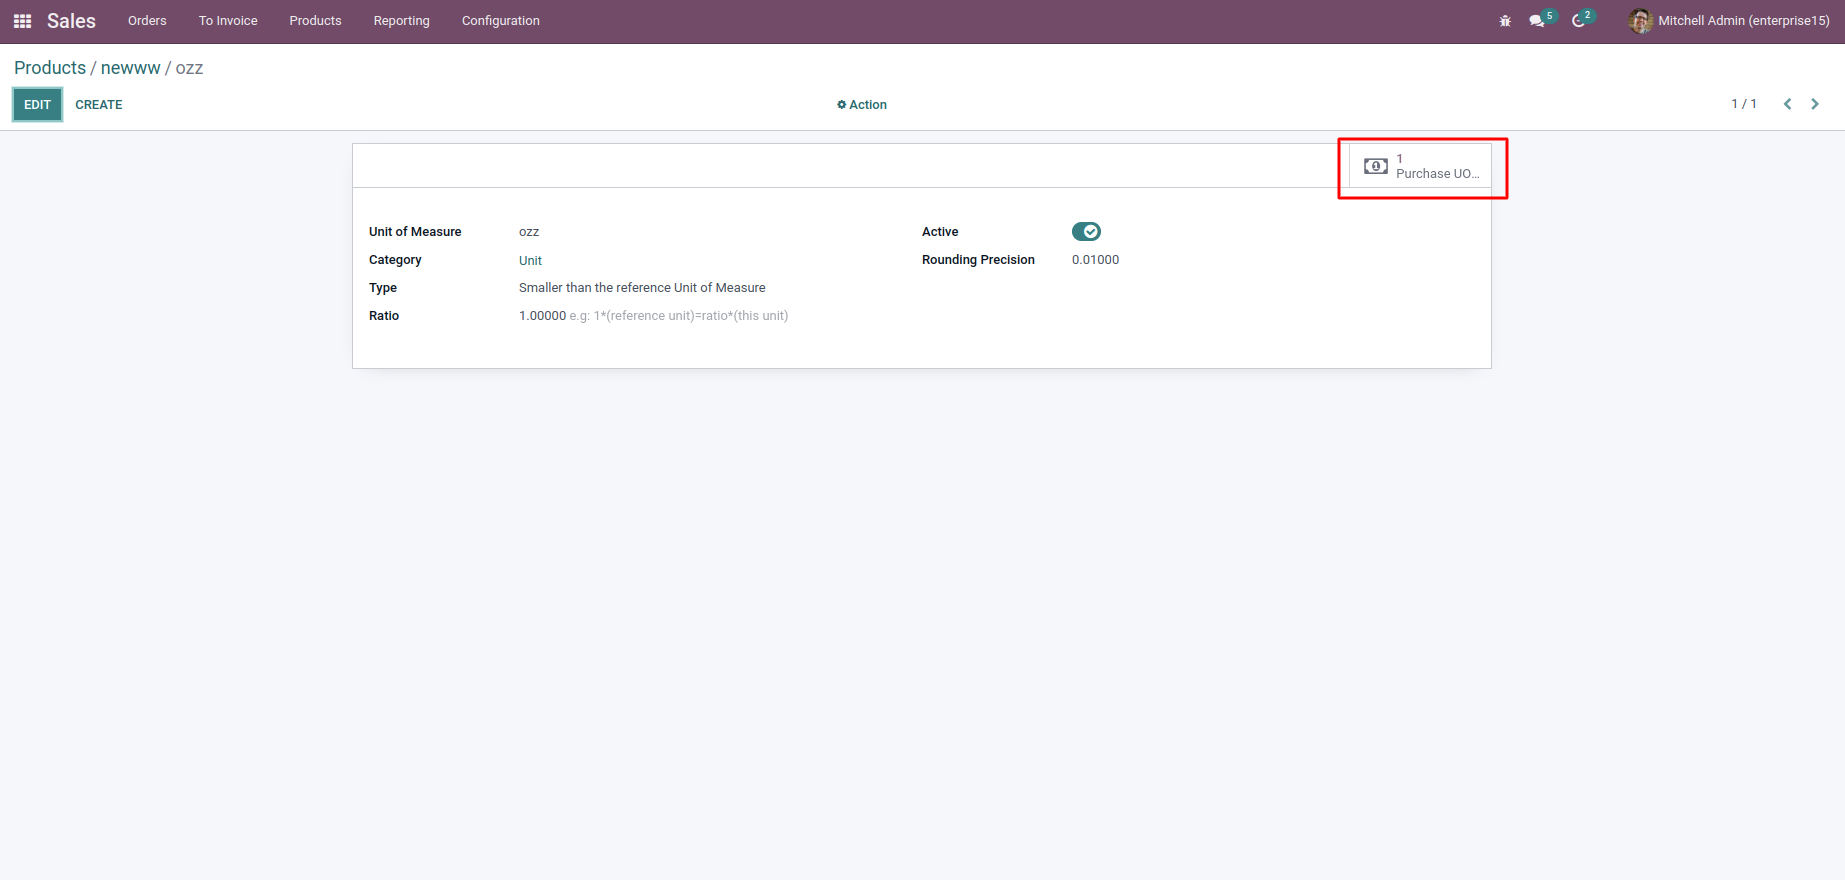 Sales Orders To Invoice Products Reporting Configuration 5 2 Mitchell Admin (enterprise15)
Products / newww / ozz
EDIT CREATE Action 1 / 1
1
Purchase UO...
Unit of Measure ozz Active
Category Unit Rounding Precision 0.01000
Type Smaller than the reference Unit of Measure
Ratio 1.00000 e.g: 1*(reference unit)=ratio*(this unit)